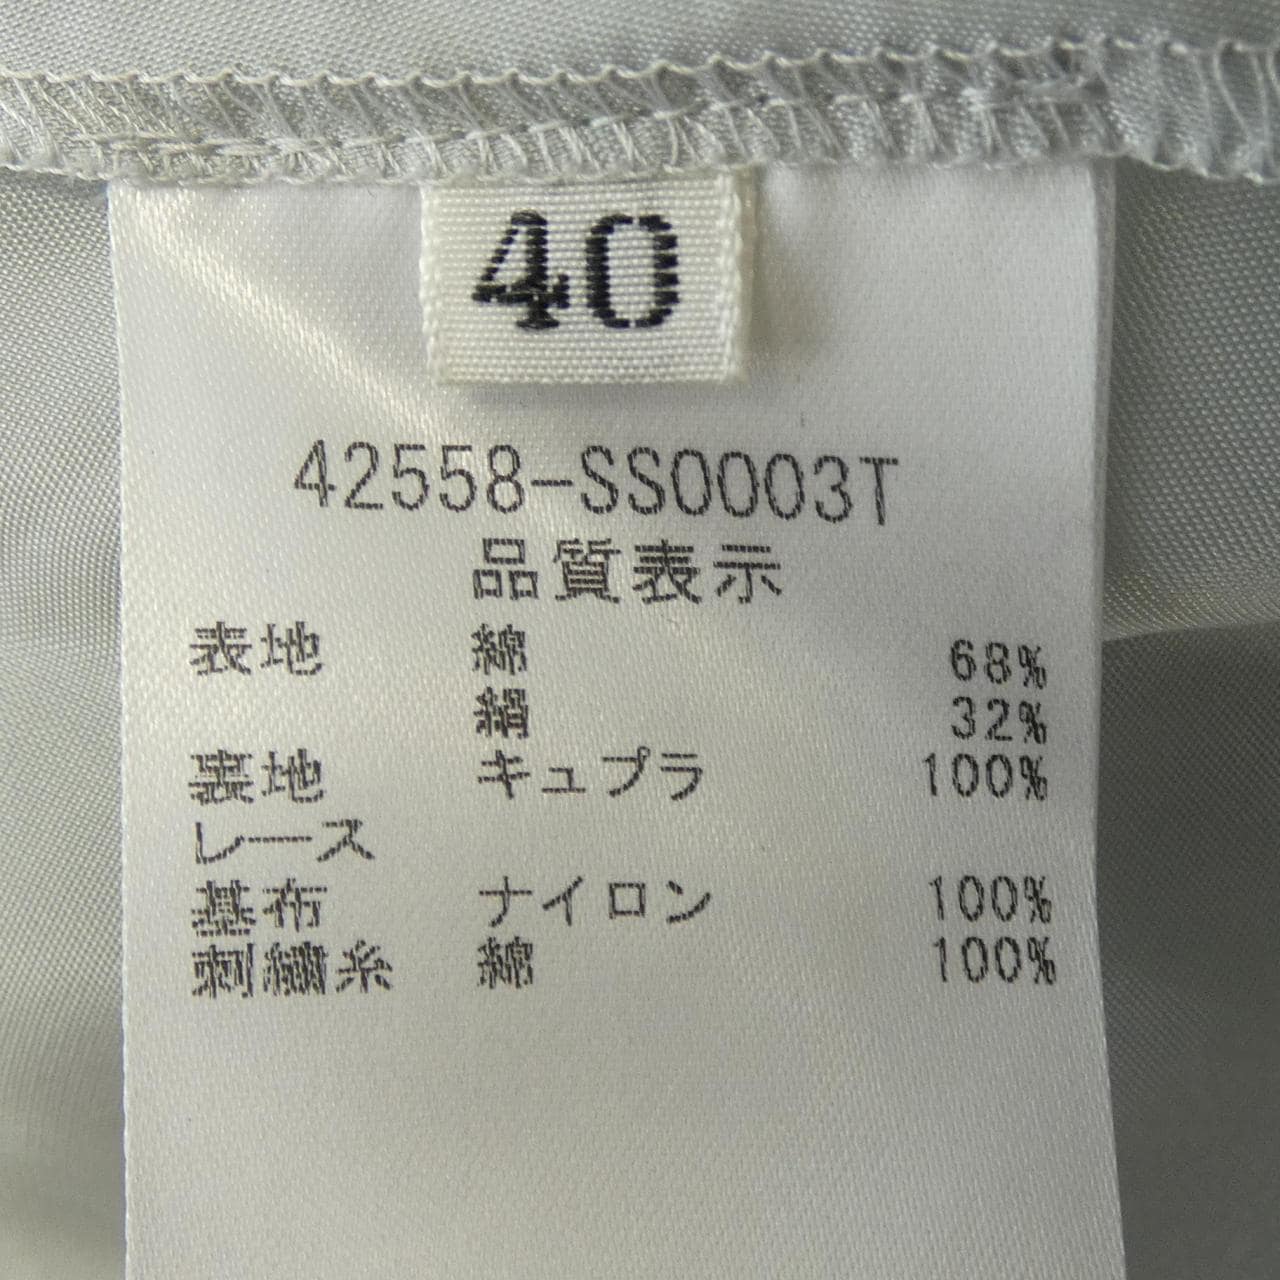 40
42558-SS0003T
品質表示
表地 綿 68%
絹 32%
裏地 キュプラ 100%
レース
基布 ナイロン 100%
刺繍糸 綿 100%